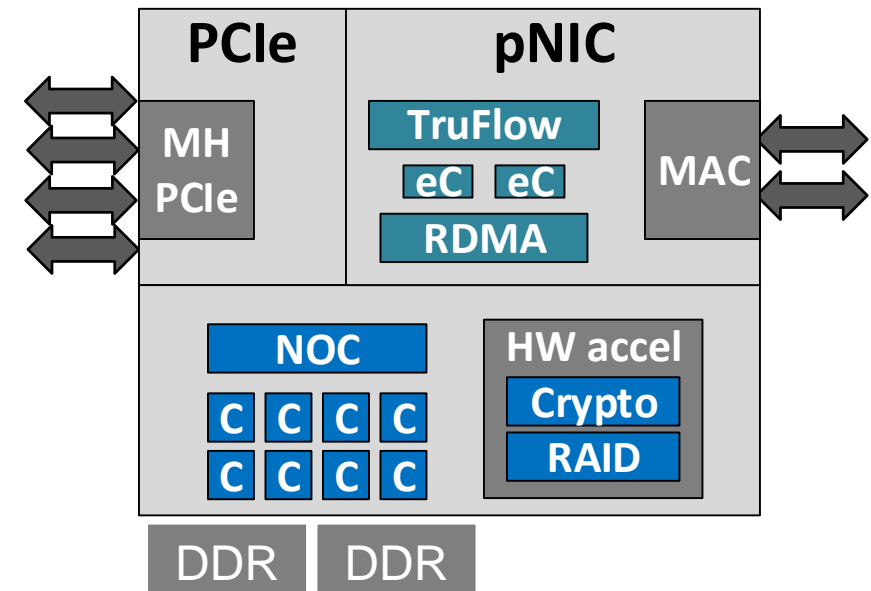 PCIe
pNIC
MH
PCIe
TruFlow
eC eC
RDMA
MAC
NOC
C C C C
C C C C
HW accel
Crypto
RAID
DDR DDR